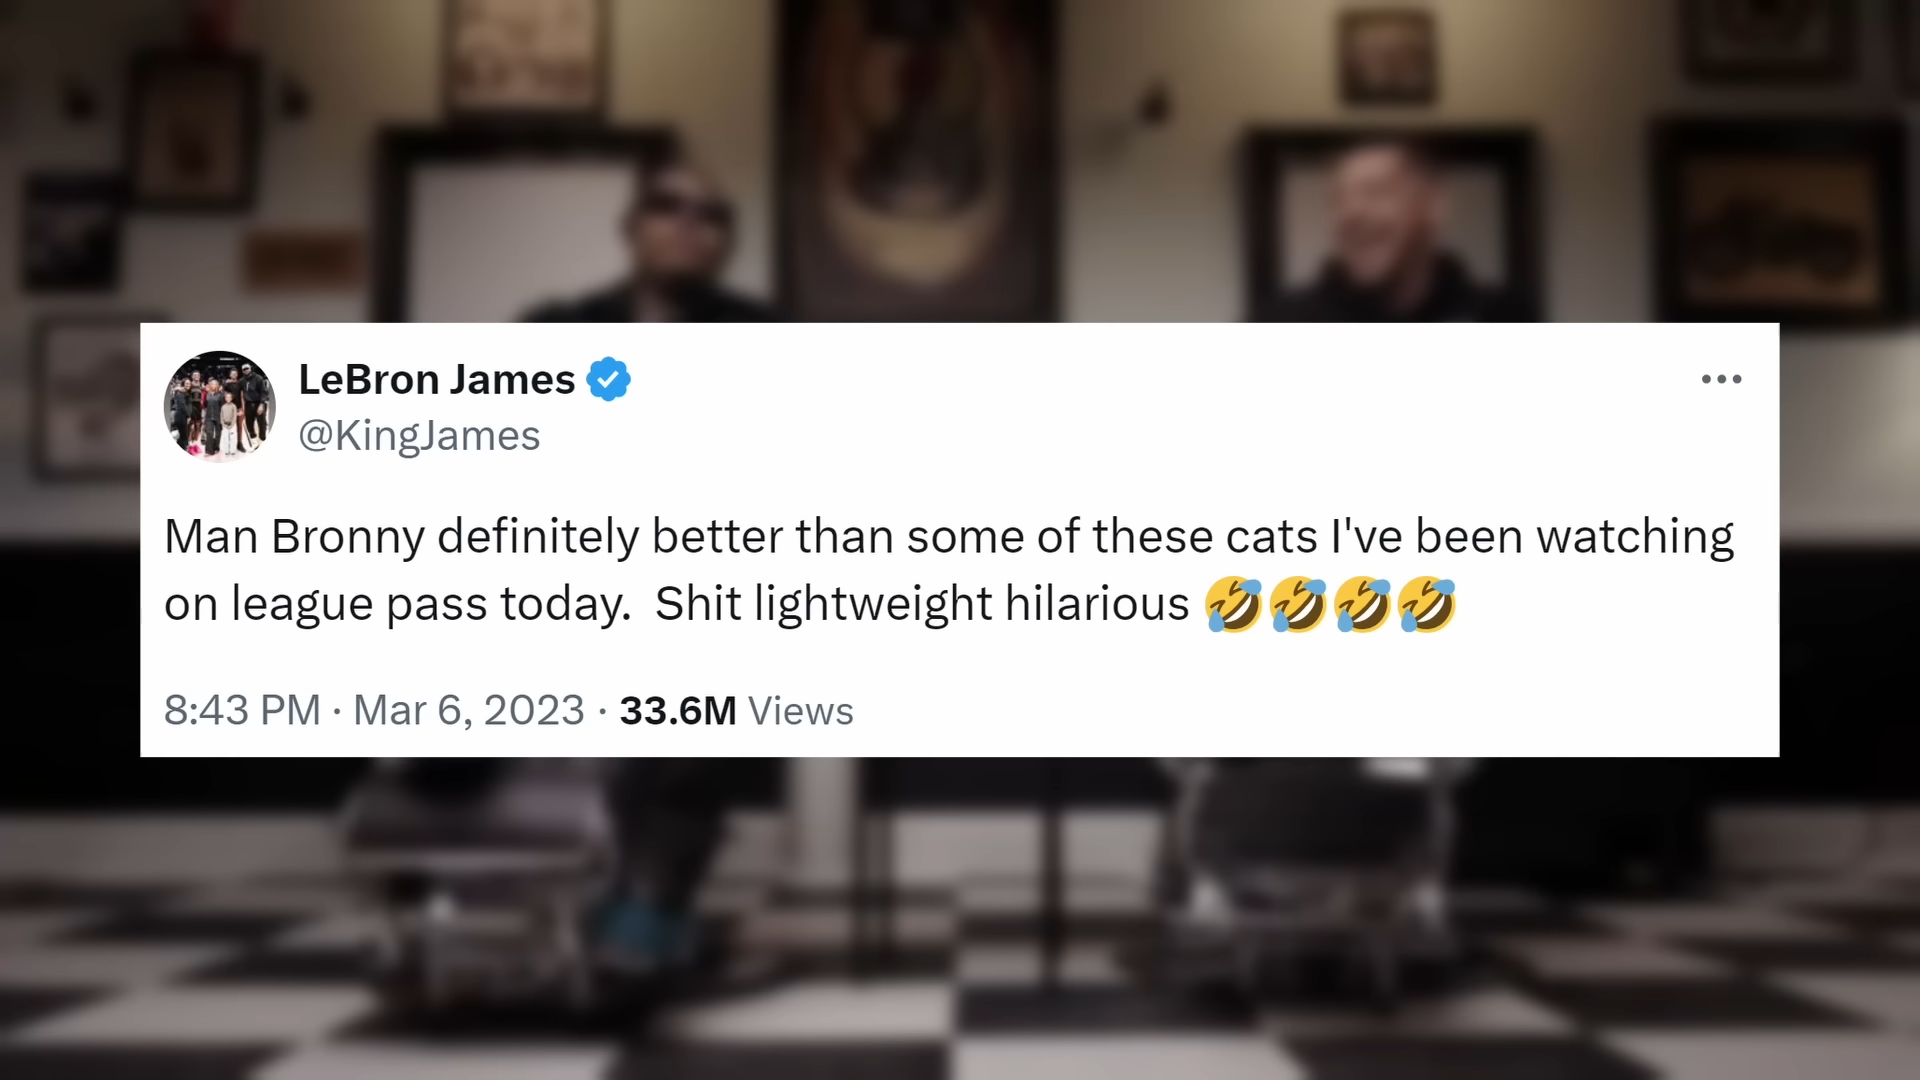 LeBron James
@KingJames
Man Bronny definitely better than some of these cats I've been watching
on league pass today.  Shit lightweight hilarious 🤣🤣🤣🤣
8:43 PM · Mar 6, 2023 · 33.6M Views